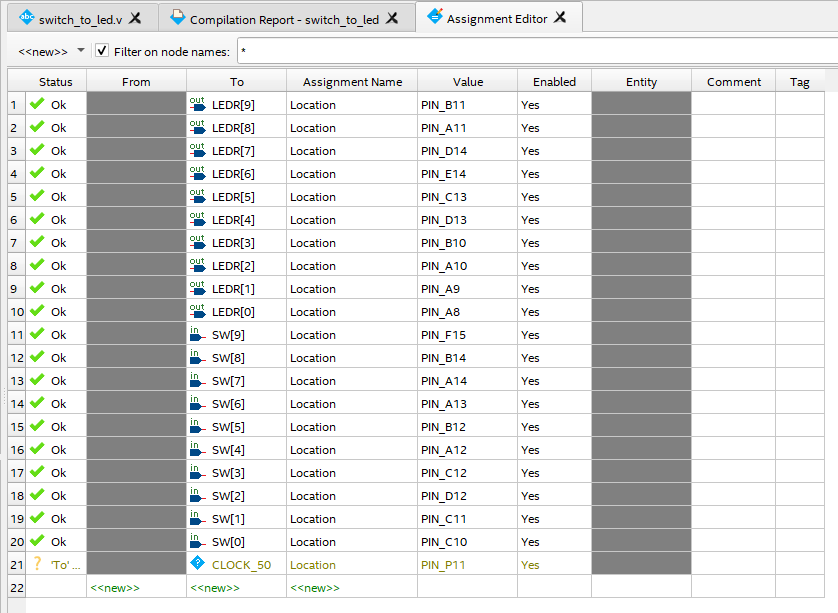 switch_to_led.v Compilation Report - switch_to_led Assignment Editor
<<new>> Filter on node names: *
Status From To Assignment Name Value Enabled Entity Comment Tag
1 Ok out LEDR[9] Location PIN_B11 Yes
2 Ok out LEDR[8] Location PIN_A11 Yes
3 Ok out LEDR[7] Location PIN_D14 Yes
4 Ok out LEDR[6] Location PIN_E14 Yes
5 Ok out LEDR[5] Location PIN_C13 Yes
6 Ok out LEDR[4] Location PIN_D13 Yes
7 Ok out LEDR[3] Location PIN_B10 Yes
8 Ok out LEDR[2] Location PIN_A10 Yes
9 Ok out LEDR[1] Location PIN_A9 Yes
10 Ok out LEDR[0] Location PIN_A8 Yes
11 Ok in SW[9] Location PIN_F15 Yes
12 Ok in SW[8] Location PIN_B14 Yes
13 Ok in SW[7] Location PIN_A14 Yes
14 Ok in SW[6] Location PIN_A13 Yes
15 Ok in SW[5] Location PIN_B12 Yes
16 Ok in SW[4] Location PIN_A12 Yes
17 Ok in SW[3] Location PIN_C12 Yes
18 Ok in SW[2] Location PIN_D12 Yes
19 Ok in SW[1] Location PIN_C11 Yes
20 Ok in SW[0] Location PIN_C10 Yes
21 ? 'To' ... ? CLOCK_50 Location PIN_P11 Yes
22 <<new>> <<new>> <<new>>